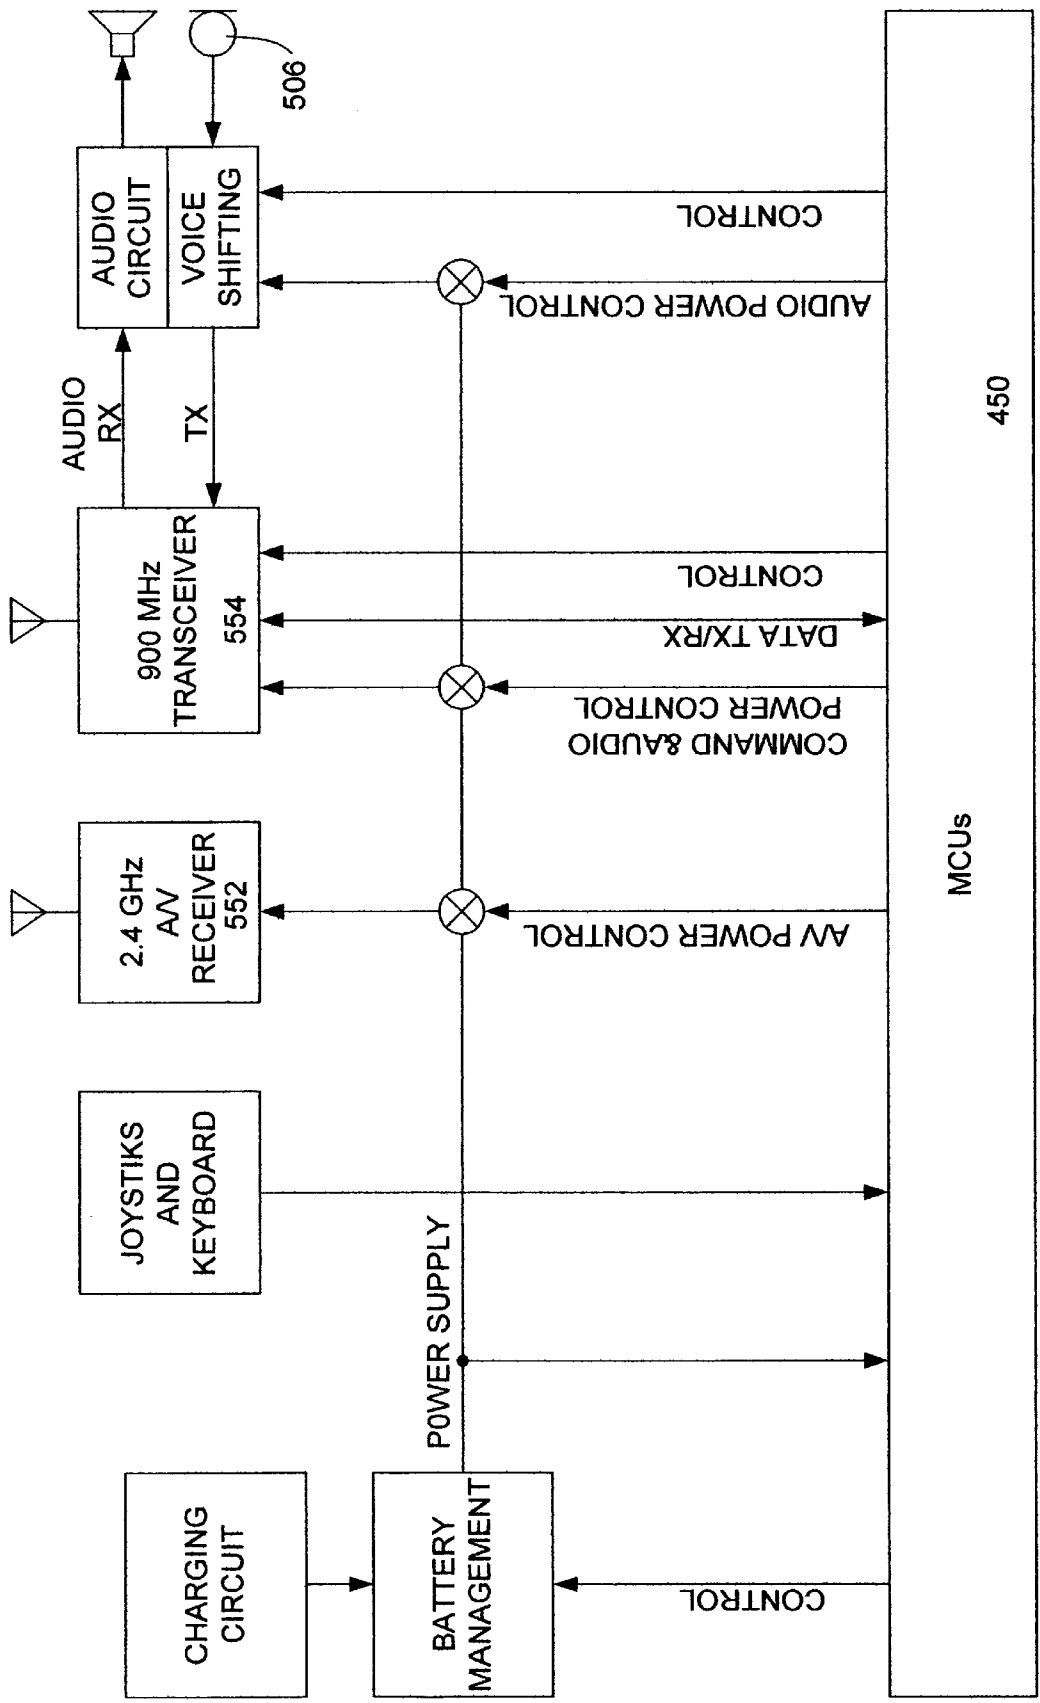 CHARGING
CIRCUIT
BATTERY
MANAGEMENT
CONTROL
P0WER SUPPLY
JOYSTIKS
AND
KEYBOARD
2.4 GHz
A/V
RECEIVER
552
A/V POWER CONTROL
900 MHz
TRANSCEIVER
554
COMMAND &AUDIO
POWER CONTROL
DATA TX/RX
CONTROL
AUDIO
RX
TX
AUDIO
CIRCUIT
VOICE
SHIFTING
AUDIO POWER CONTROL
CONTROL
506
MCUs
450